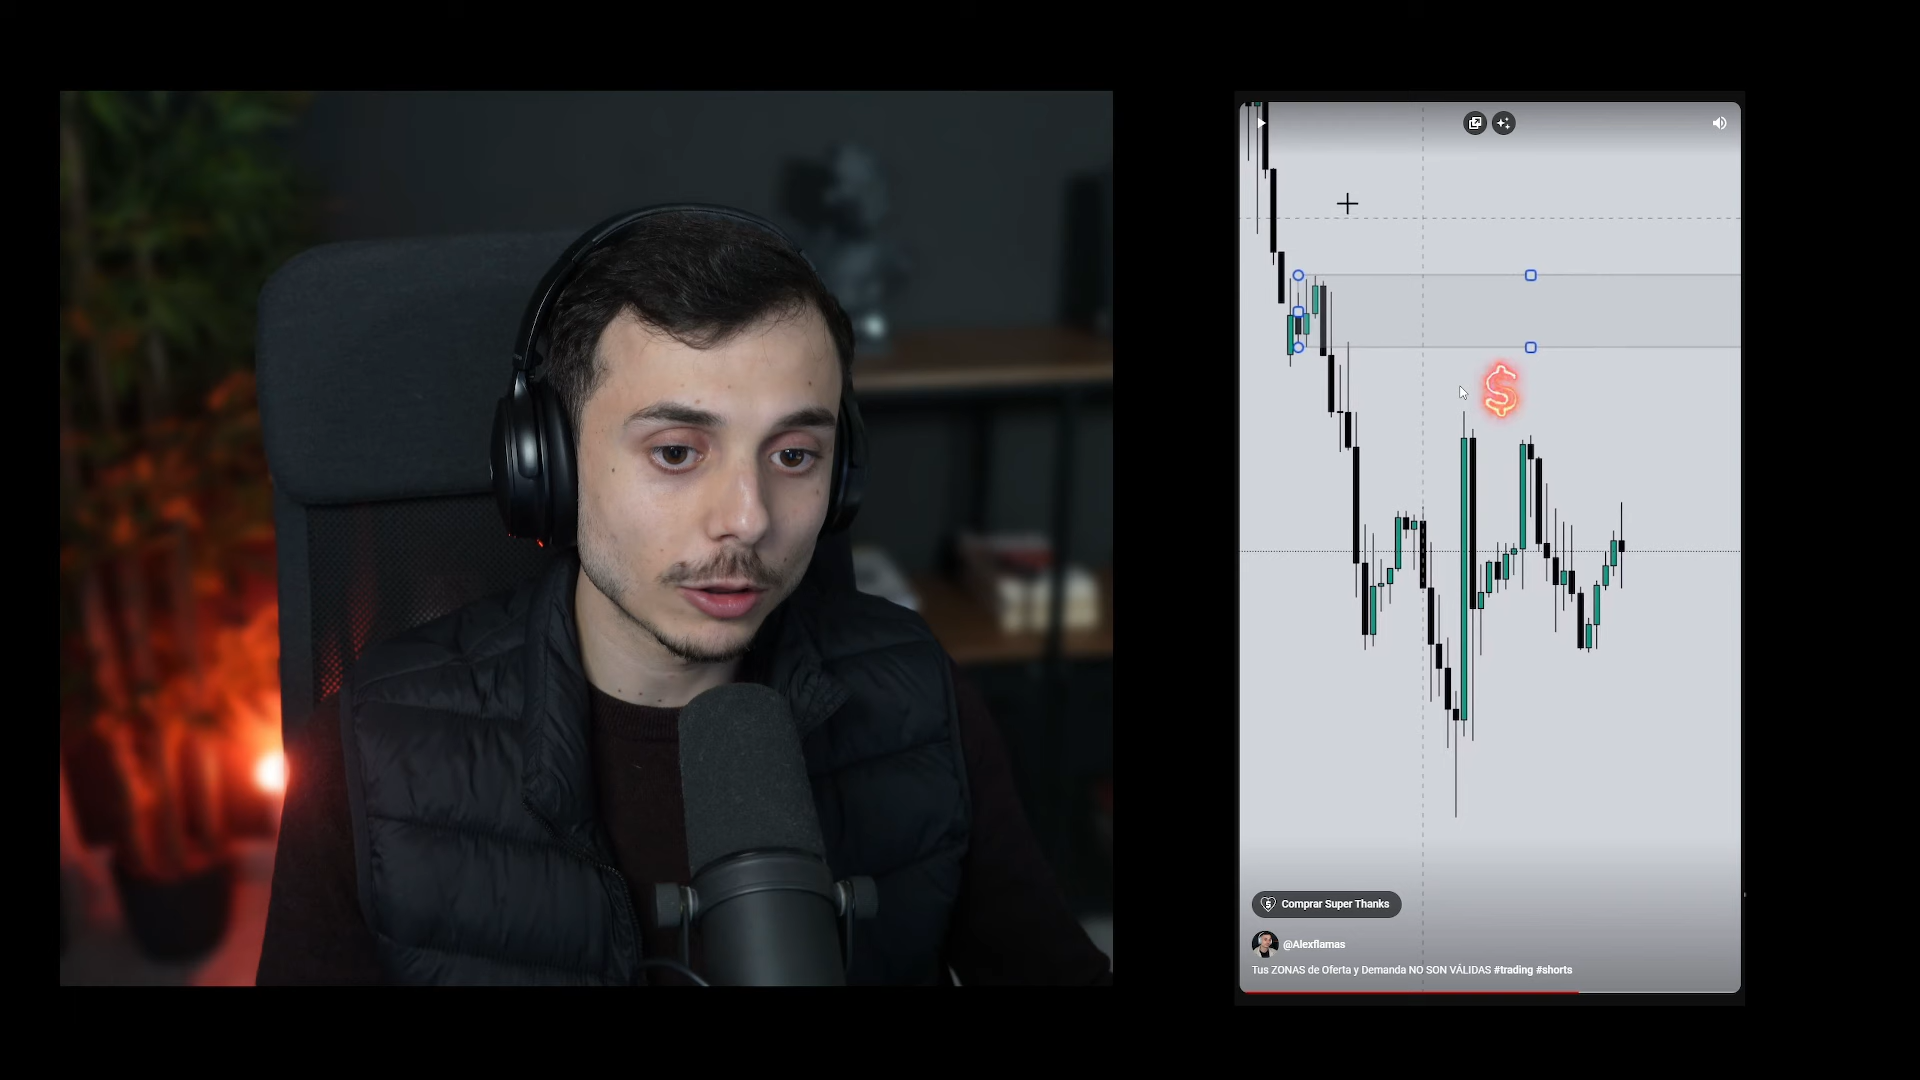 $
Comprar Super Thanks
@Alexflamas
Tus ZONAS de Oferta y Demanda NO SON VÁLIDAS #trading #shorts